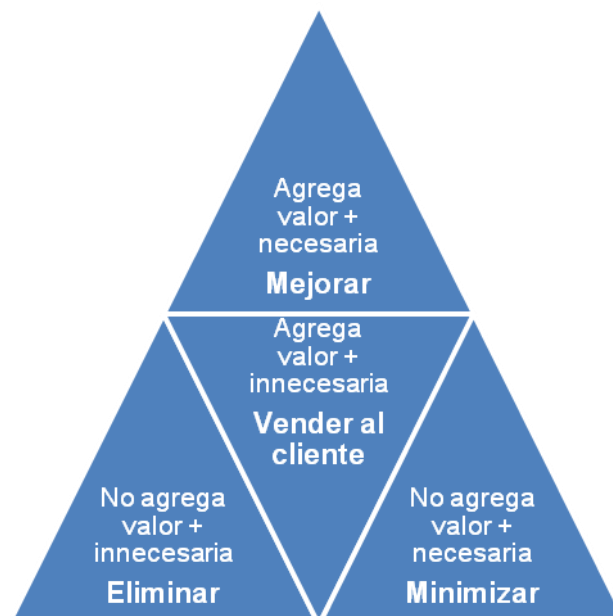 Agrega
valor +
necesaria
Mejorar
Agrega
valor +
innecesaria
Vender al
cliente
No agrega
valor +
innecesaria
Eliminar
No agrega
valor +
necesaria
Minimizar